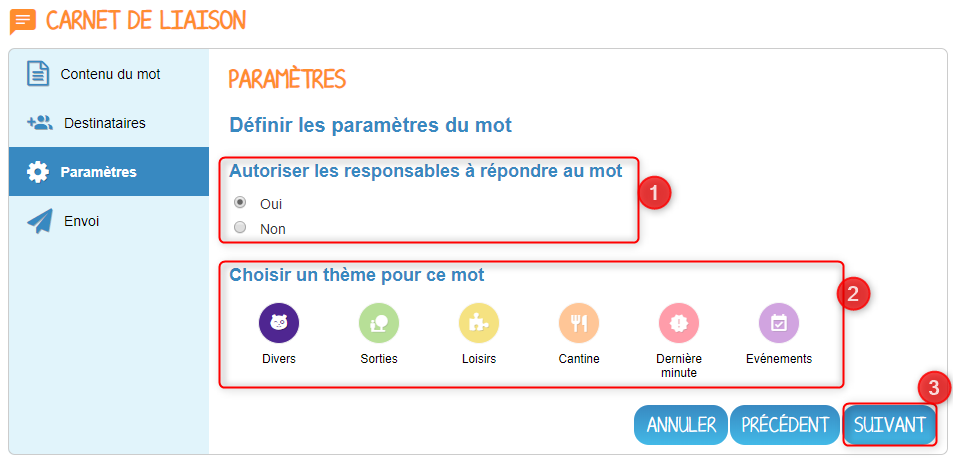 CARNET DE LIAISON
Contenu du mot
Destinataires
Paramètres
Envoi
PARAMÈTRES
Définir les paramètres du mot
Autoriser les responsables à répondre au mot
1
Oui
Non
Choisir un thème pour ce mot
2
Divers
Sorties
Loisirs
Cantine
Dernière
minute
Evénements
3
ANNULER
PRÉCÉDENT
SUIVANT